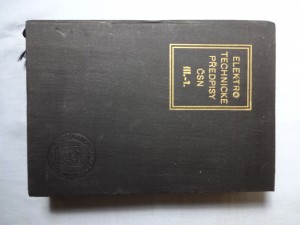 ELEKTRO
TECHNICKÉ
PŘEDPISY
ČSN
III.-1.